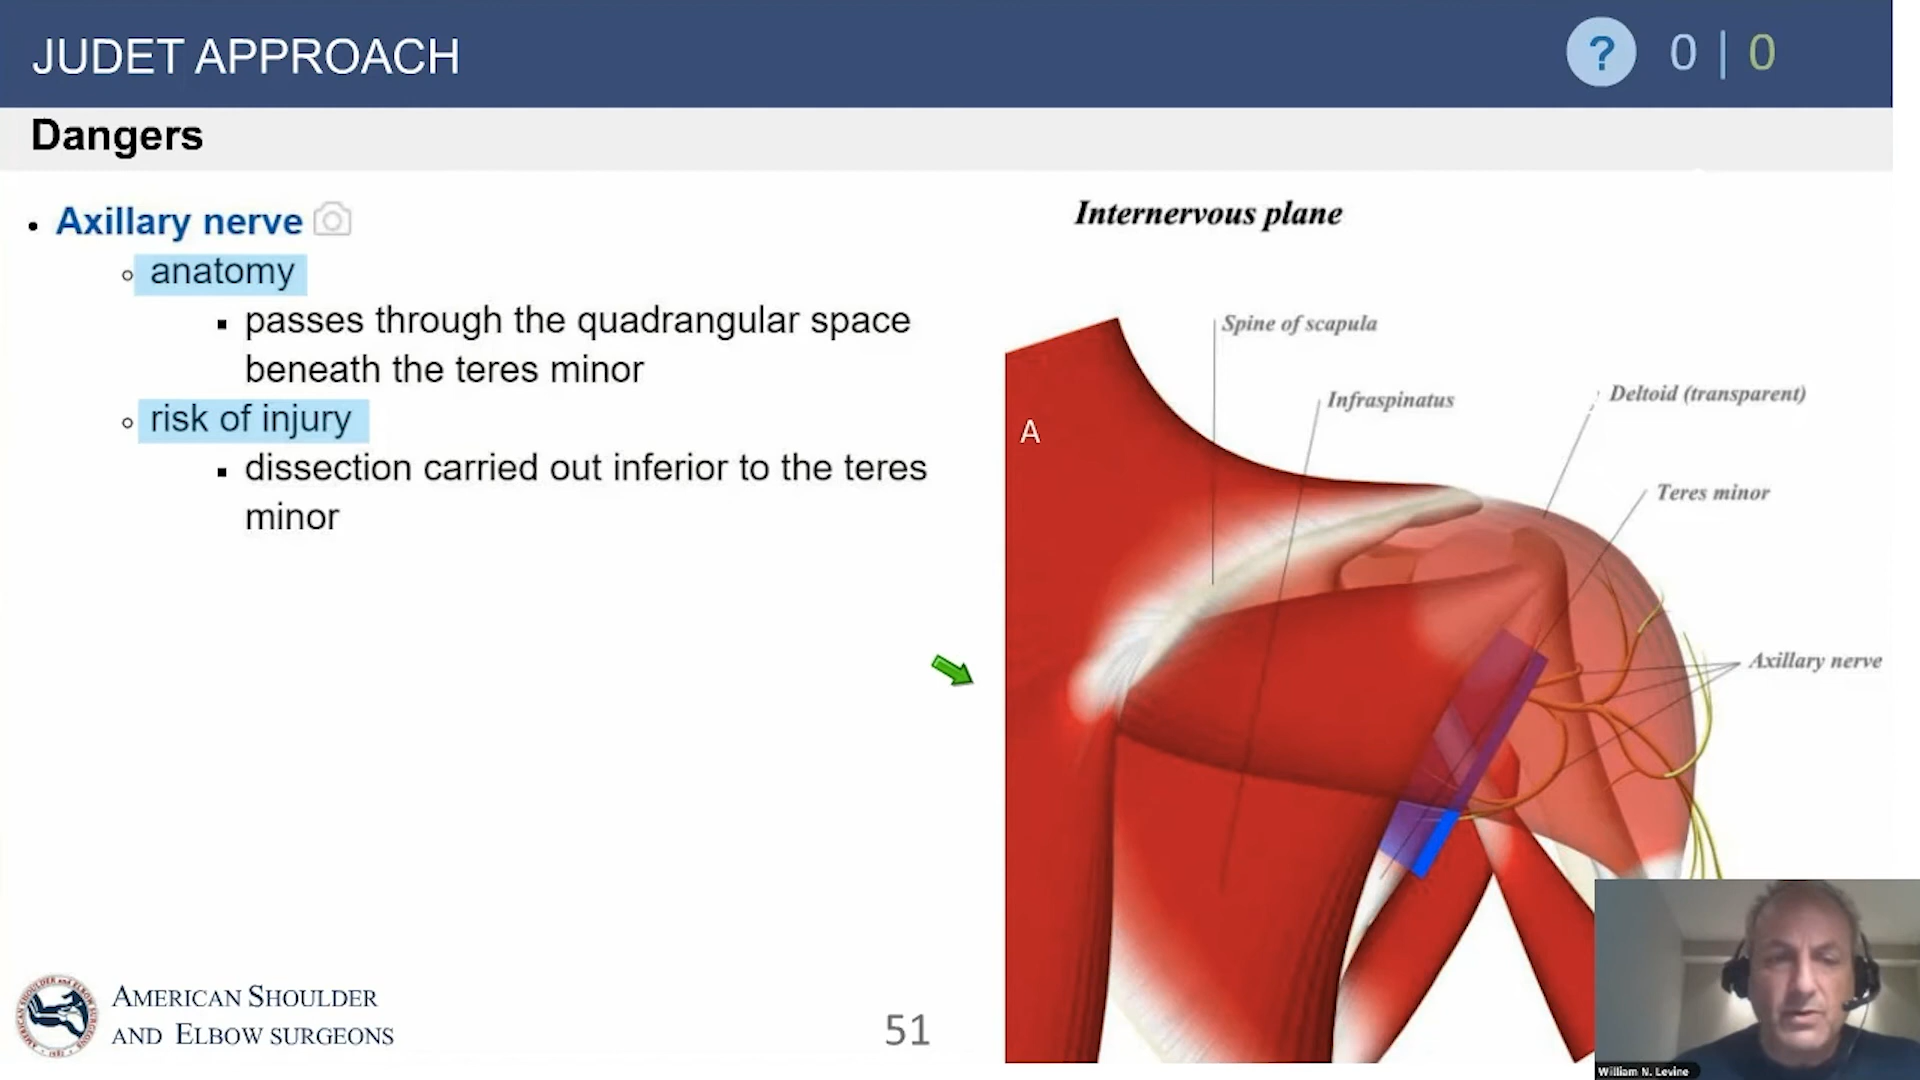 JUDET APPROACH
? 0 | 0
Dangers
Axillary nerve
anatomy
passes through the quadrangular space
beneath the teres minor
risk of injury
dissection carried out inferior to the teres
minor
Internervous plane
Spine of scapula
Infraspinatus
Deltoid (transparent)
A
Teres minor
Axillary nerve
AMERICAN SHOULDER
AND ELBOW SURGEONS
51
William N. Levine